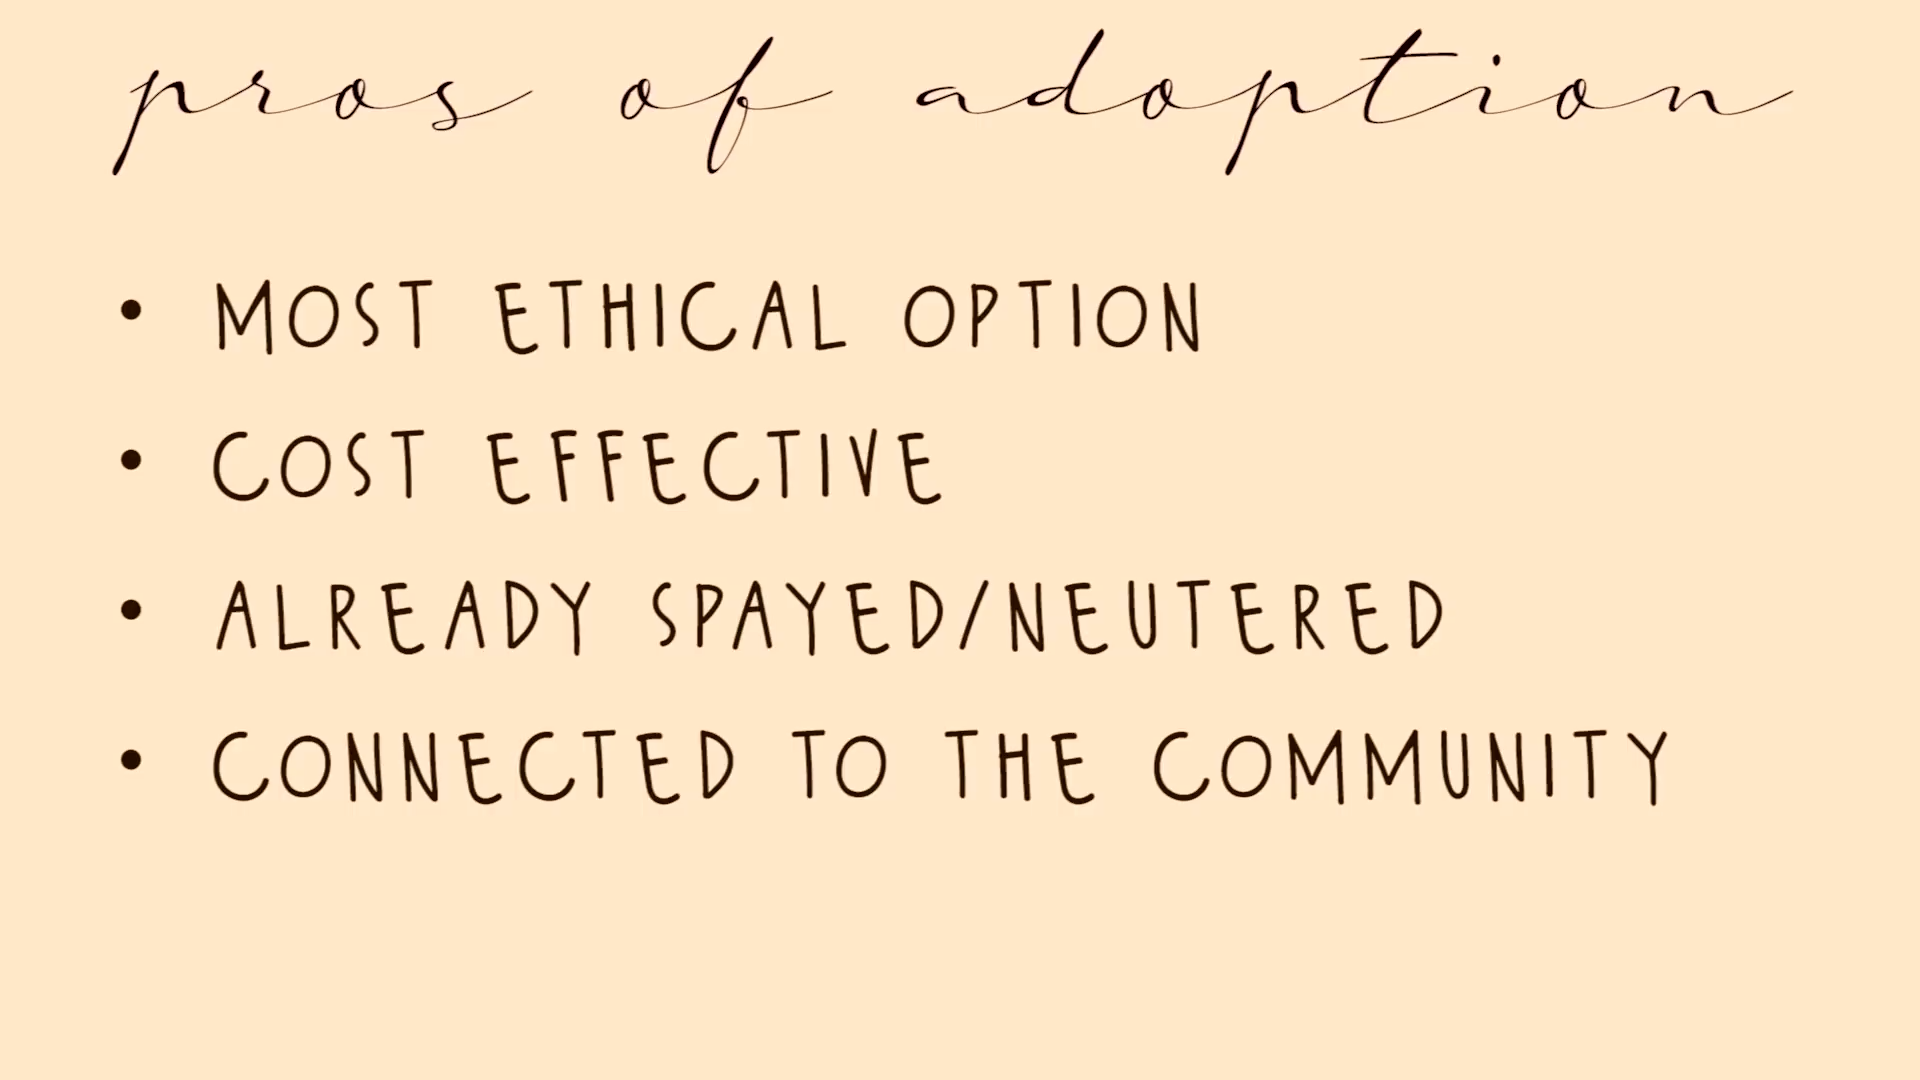 pros of adoption
• MOST ETHICAL OPTION
• COST EFFECTIVE
• ALREADY SPAYED/NEUTERED
• CONNECTED TO THE COMMUNITY